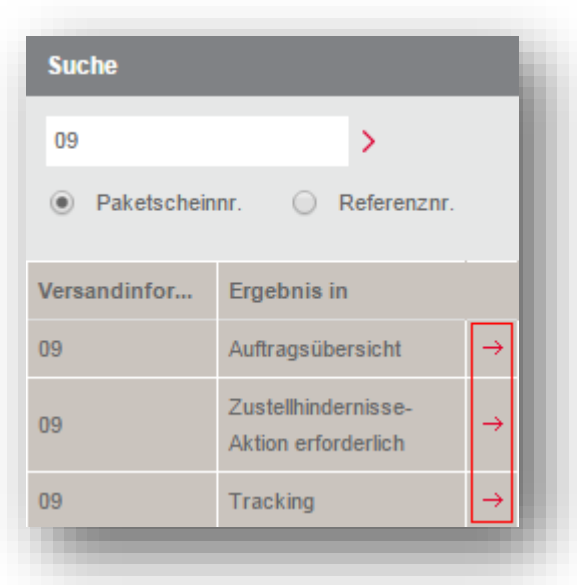 Suche
09
Paketscheinnr. Referenznr.
Versandinfor... Ergebnis in
09 Auftragsübersicht →
09 Zustellhindernisse-
Aktion erforderlich →
09 Tracking →